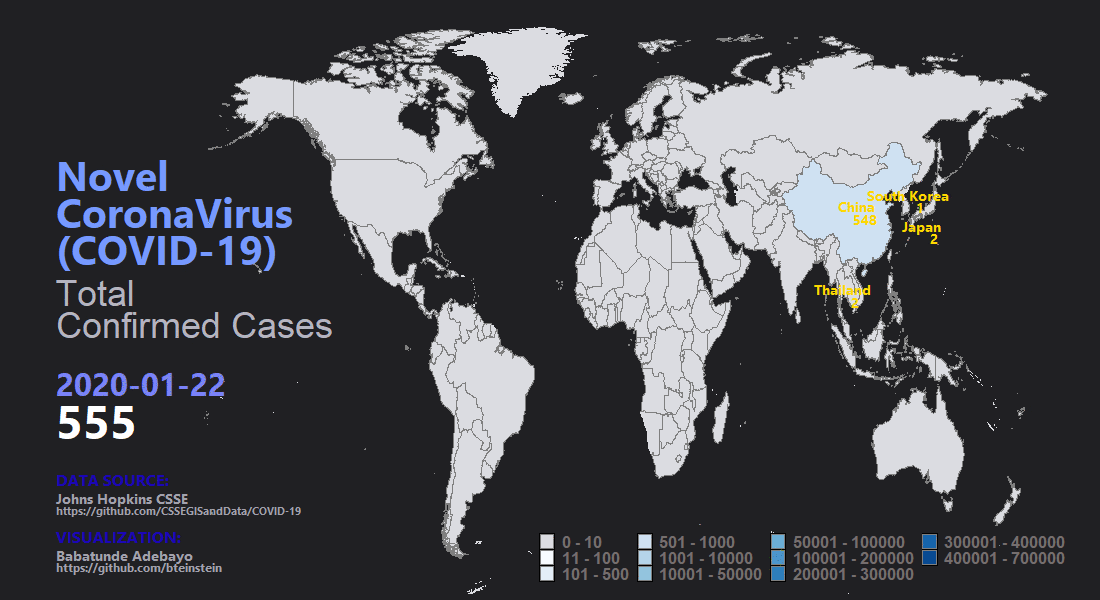 Novel
CoronaVirus
(COVID-19)
Total
Confirmed Cases
2020-01-22
555
DATA SOURCE:
Johns Hopkins CSSE
https://github.com/CSSEGISandData/COVID-19
VISUALIZATION:
Babatunde Adebayo
https://github.com/bteinstein
South Korea
1
China
548
Japan
2
Thailand
0 - 10
11 - 100
101 - 500
501 - 1000
1001 - 10000
10001 - 50000
50001 - 100000
100001 - 200000
200001 - 300000
300001 - 400000
400001 - 700000